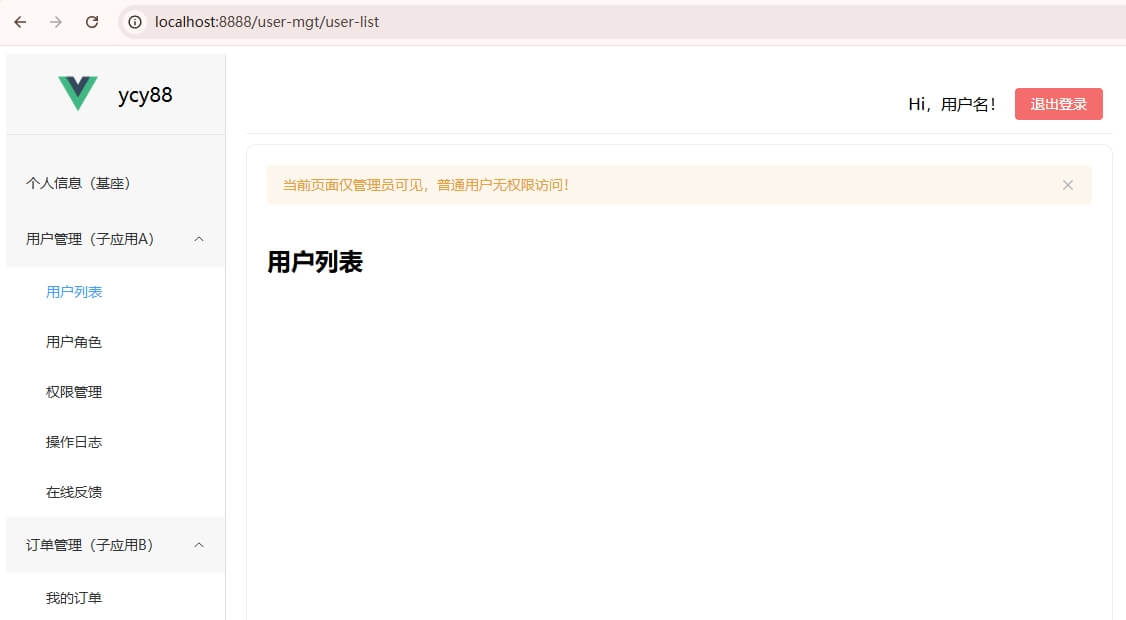 localhost:8888/user-mgt/user-list
ycy88
Hi，用户名！
退出登录
个人信息（基座）
用户管理（子应用A）
用户列表
用户角色
权限管理
操作日志
在线反馈
订单管理（子应用B）
我的订单
当前页面仅管理员可见，普通用户无权限访问！
用户列表